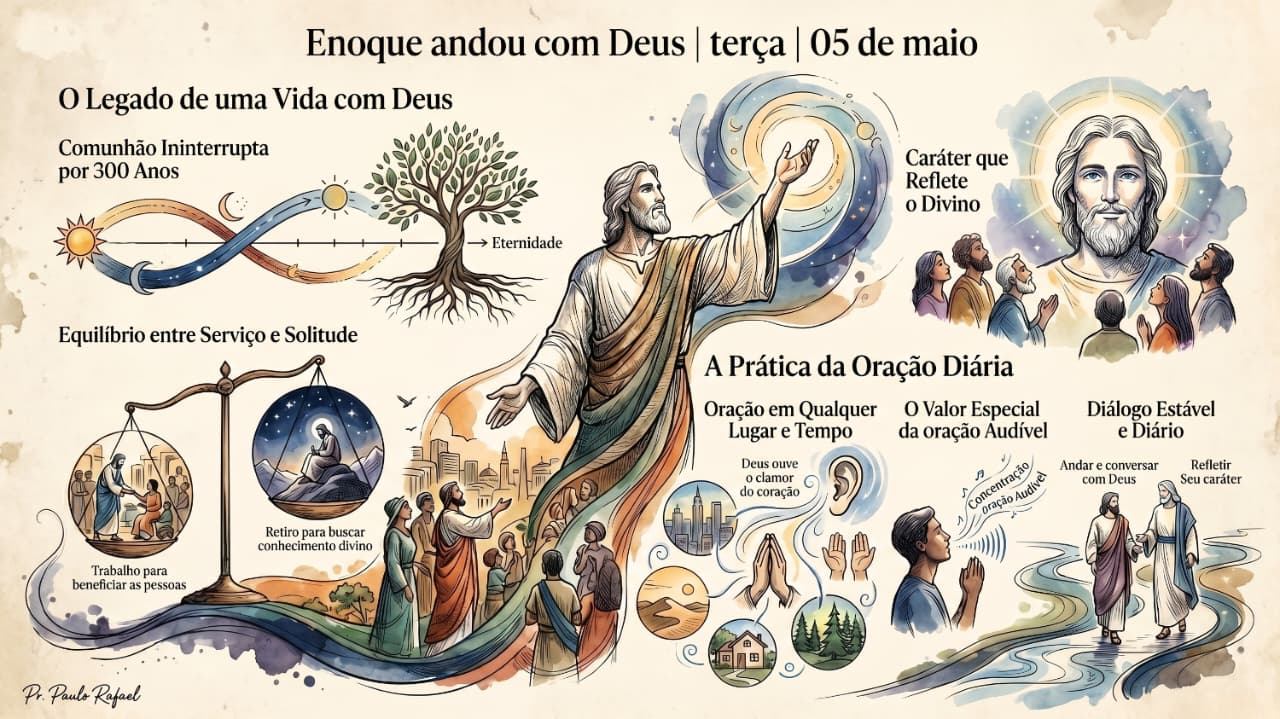 Enoque andou com Deus | terça | 05 de maio
O Legado de uma Vida com Deus
Comunhão Ininterrupta
por 300 Anos
Eternidade
Equilíbrio entre Serviço e Solitude
Trabalho para
beneficiar as pessoas
Retiro para buscar
conhecimento divino
Caráter que
Reflete
o Divino
A Prática da Oração Diária
Oração em Qualquer
Lugar e Tempo
Deus ouve
o clamor
do coração
O Valor Especial
da oração Audível
Concentração
oração Audível
Diálogo Estável
e Diário
Andar e conversar
com Deus
Refletir
Seu caráter
Pr. Paulo Rafael